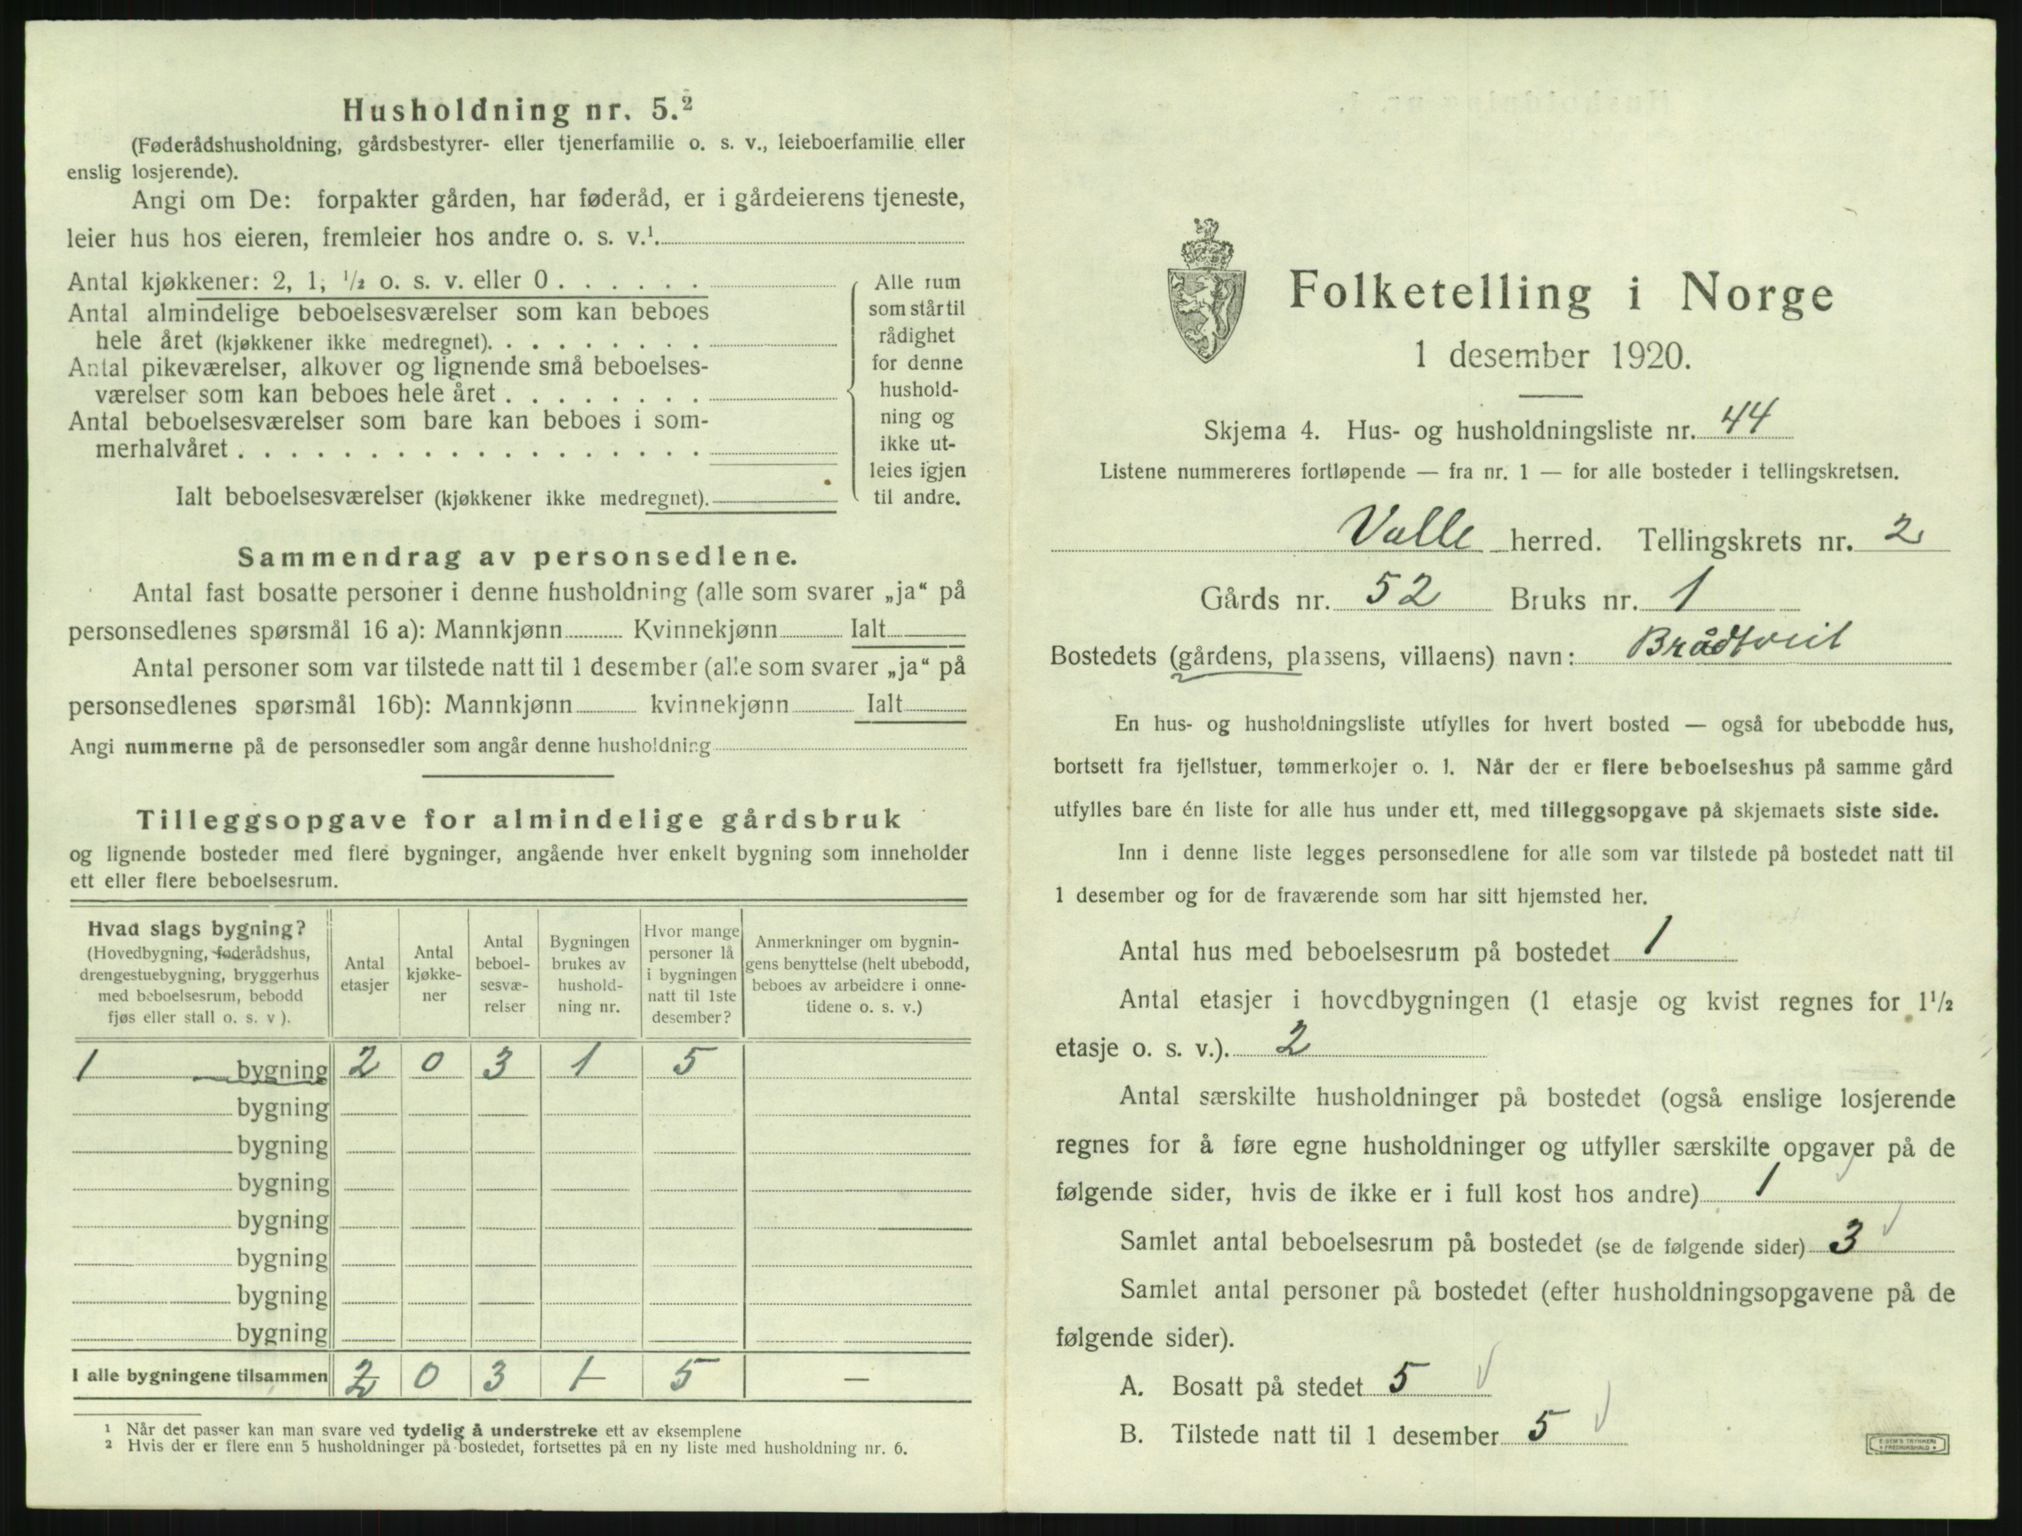 Husholdning nr. 5.²
(Føderådshusholdning, gårdsbestyrer- eller tjenerfamilie o. s. v., leieboerfamilie eller
enslig losjerende).
Angi om De: forpakter gården, har føderåd, er i gårdeierens tjeneste,
leier hus hos eieren, fremleier hos andre o. s. v.¹
Antal kjøkkener: 2, 1, ½ o. s. v. eller 0 . . . . . .
Antal almindelige beboelsesværelser som kan beboes
hele året (kjøkkener ikke medregnet). . . . . . . . .
Antal pikeværelser, alkover og lignende små beboelses-
værelser som kan beboes hele året . . . . . . . .
Antal beboelsesværelser som bare kan beboes i som-
merhalvåret . . . . . . . . . . . . . . . . . .
Ialt beboelsesværelser (kjøkkener ikke medregnet).
Alle rum
som står til
rådighet
for denne
hushold-
ning og
ikke ut-
leies igjen
til andre.
Sammendrag av personsedlene.
Antal fast bosatte personer i denne husholdning (alle som svarer „ja“ på
personsedlenes spørsmål 16 a): Mannkjønn Kvinnekjønn Ialt
Antal personer som var tilstede natt til 1 desember (alle som svarer „ja“ på
personsedlenes spørsmål 16b): Mannkjønn kvinnekjønn Ialt
Angi nummerne på de personsedler som angår denne husholdning
Tilleggsopgave for almindelige gårdsbruk
og lignende bosteder med flere bygninger, angående hver enkelt bygning som inneholder
ett eller flere beboelsesrum.
Hvad slags bygning?
(Hovedbygning, føderådshus,
drengestuebygning, bryggerhus
med beboelsesrum, bebodd
fjøs eller stall o. s. v ).
Antal
etasjer
Antal
kjøkke-
ner
Antal
beboel-
sesvæ-
relser
Bygningen
brukes av
hushold-
ning nr.
Hvor mange
personer lå
i bygningen
natt til 1ste
desember?
Anmerkninger om bygnin-
gens benyttelse (helt ubebodd,
beboes av arbeidere i onne-
tidene o. s. v.)
1 bygning 2 0 3 1 5
bygning
bygning
bygning
bygning
bygning
bygning
bygning
I alle bygningene tilsammen 2 0 3 1 5 —
¹ Når det passer kan man svare ved tydelig å understreke ett av eksemplene
² Hvis der er flere enn 5 husholdninger på bostedet, fortsettes på en ny liste med husholdning nr. 6.
Folketelling i Norge
1 desember 1920.
Skjema 4. Hus- og husholdningsliste nr. 44
Listene nummereres fortløpende — fra nr. 1 — for alle bosteder i tellingskretsen.
Valle herred. Tellingskrets nr. 2
Gårds nr. 52 Bruks nr. 1
Bostedets (gårdens, plassens, villaens) navn: Brådtveit
En hus- og husholdningsliste utfylles for hvert bosted — også for ubebodde hus,
bortsett fra fjellstuer, tømmerkojer o. l. Når der er flere beboelseshus på samme gård
utfylles bare én liste for alle hus under ett, med tilleggsopgave på skjemaets siste side.
Inn i denne liste legges personsedlene for alle som var tilstede på bostedet natt til
1 desember og for de fraværende som har sitt hjemsted her.
Antal hus med beboelsesrum på bostedet 1
Antal etasjer i hovedbygningen (1 etasje og kvist regnes for 1½
etasje o. s. v.). 2
Antal særskilte husholdninger på bostedet (også enslige losjerende
regnes for å føre egne husholdninger og utfyller særskilte opgaver på de
følgende sider, hvis de ikke er i full kost hos andre) 1
Samlet antal beboelsesrum på bostedet (se de følgende sider) 3
Samlet antal personer på bostedet (efter husholdningsopgavene på de
følgende sider).
A. Bosatt på stedet 5
B. Tilstede natt til 1 desember 5